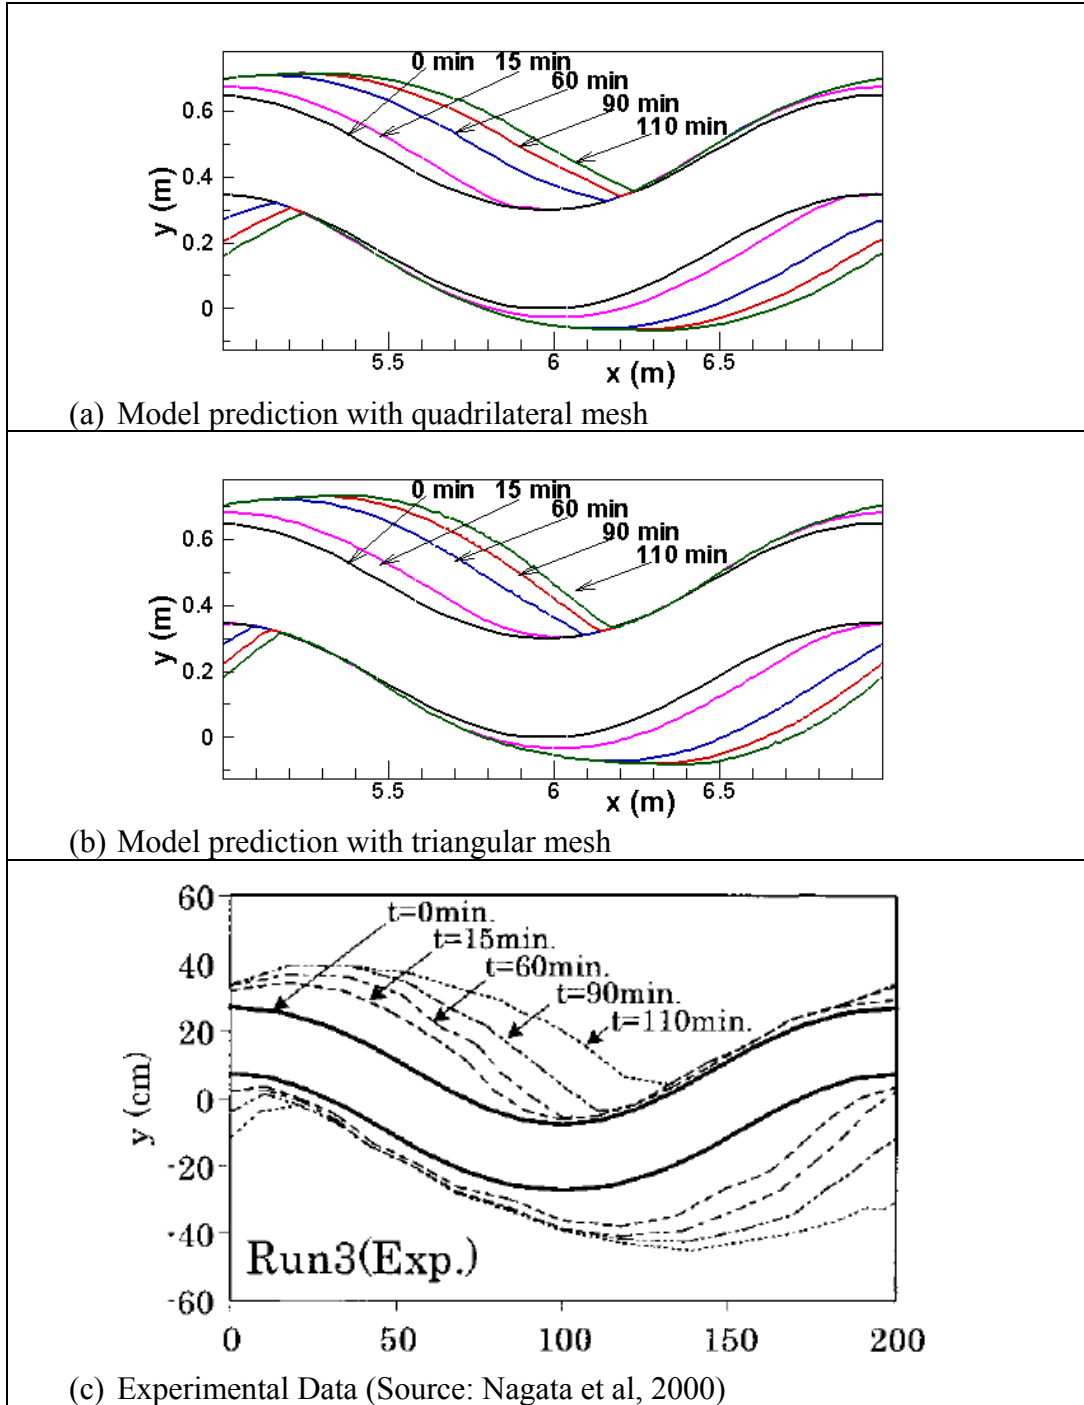 0 min 15 min
60 min
90 min
110 min
0.6
0.4
0.2
0
y (m)
5.5 6 6.5
x (m)
(a) Model prediction with quadrilateral mesh
0 min 15 min
60 min
90 min
110 min
0.6
0.4
0.2
0
y (m)
5.5 6 6.5
x (m)
(b) Model prediction with triangular mesh
60
40
20
0
-20
-40
-60
y (cm)
t=0min.
t=15min.
t=60min.
t=90min.
t=110min.
Run3(Exp.)
0 50 100 150 200
(c) Experimental Data (Source: Nagata et al, 2000)